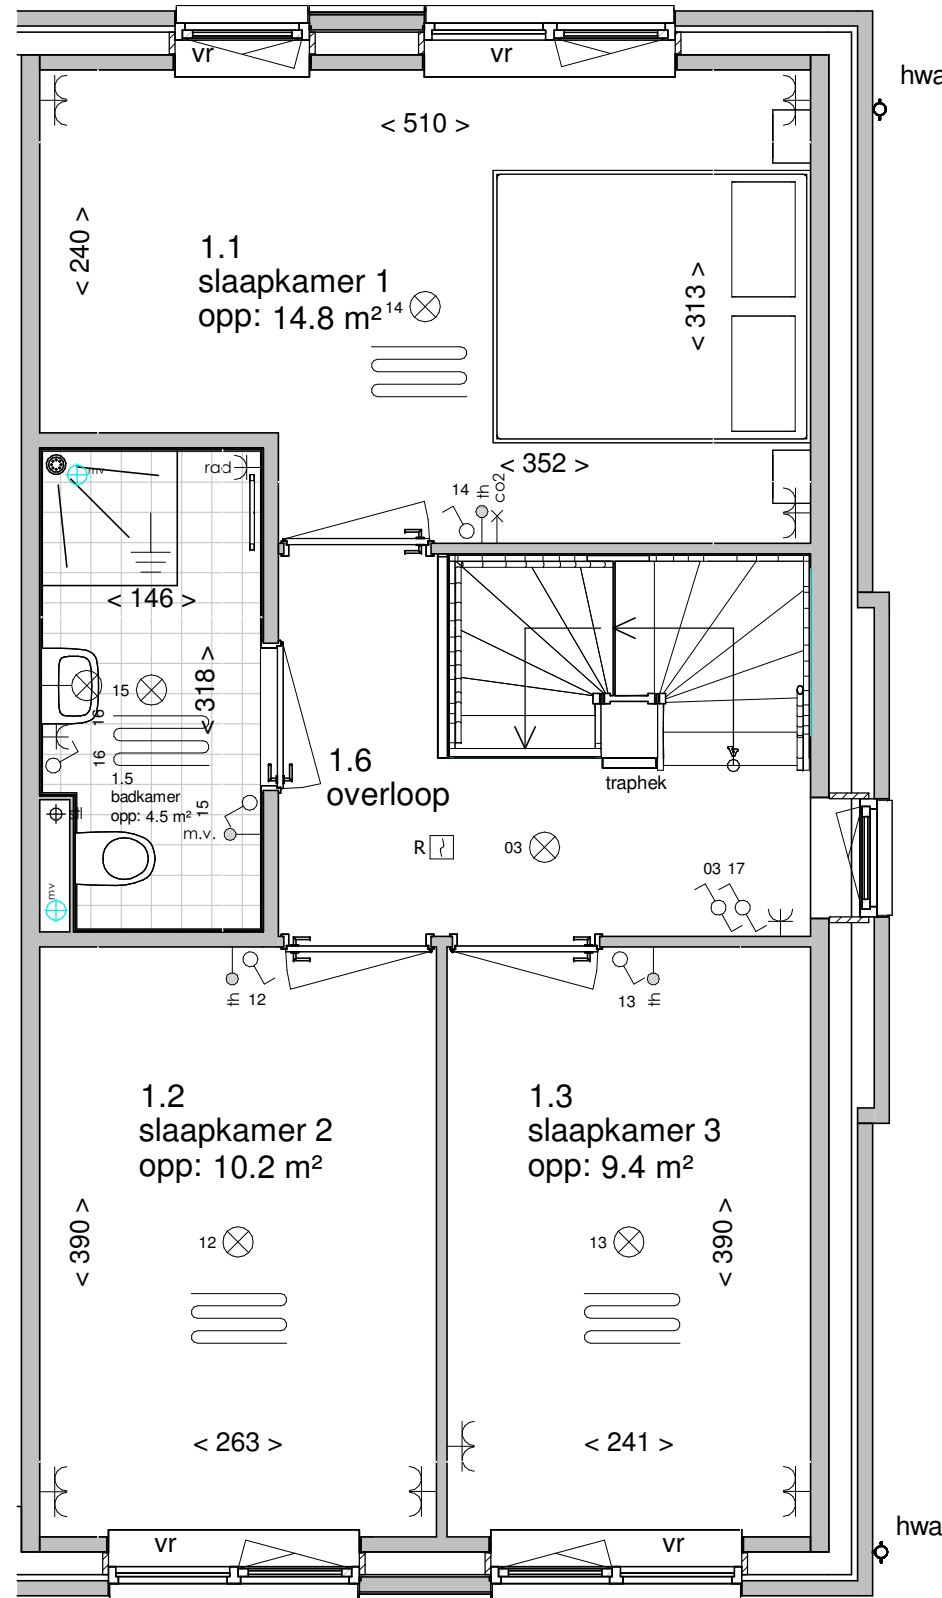 vr
vr
hwa
< 510 >
< 240 >
1.1
slaapkamer 1
opp: 14.8 m²
14
< 313 >
< 352 >
mv
rad
14
th
co2
< 146 >
< 318 >
15
16
16
1.5
badkamer
opp: 4.5 m²
15
m.v.
mv
1.6
overloop
traphek
R
03
03 17
th
12
13
th
1.2
slaapkamer 2
opp: 10.2 m²
1.3
slaapkamer 3
opp: 9.4 m²
< 390 >
12
13
< 390 >
< 263 >
< 241 >
vr
vr
hwa